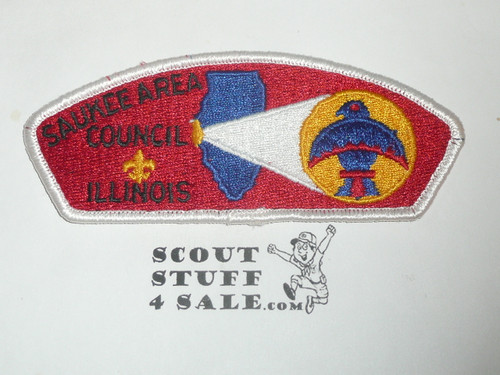 SAUKEE AREA
COUNCIL
ILLINOIS
SCOUT
STUFF
4 SALE.COM